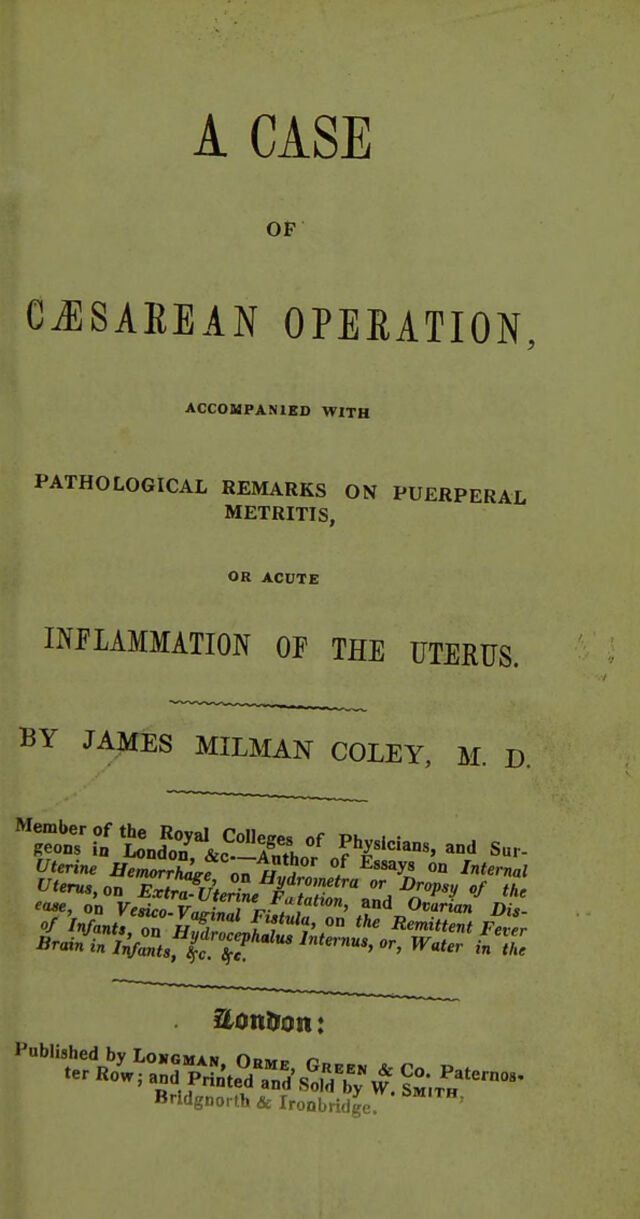 A CASE
OF
CÆSAREAN OPERATION,
ACCOMPANIED WITH
PATHOLOGICAL REMARKS ON PUERPERAL
METRITIS,
OR ACUTE
INFLAMMATION OF THE UTERUS.
BY JAMES MILMAN COLEY, M. D.
Member of the Royal Colleges of Physicians, and Sur-
geons in London, &c.—Author of Essays on Internal
Uterine Hemorrhage, on Hydrometra or Dropsy of the
Uterus, on Extra-Uterine Fœtation, and Ovarian Dis-
ease, on Vesico-Vaginal Fistula, on the Remittent Fever
of Infants, on Hydrocephalus Internus, or, Water in the
Brain in Infants, &c. &c.
London:
Published by LONGMAN, ORME, GREEN & Co. Paternos-
ter Row; and Printed and Sold by W. SMITH,
Bridgnorth & Ironbridge.